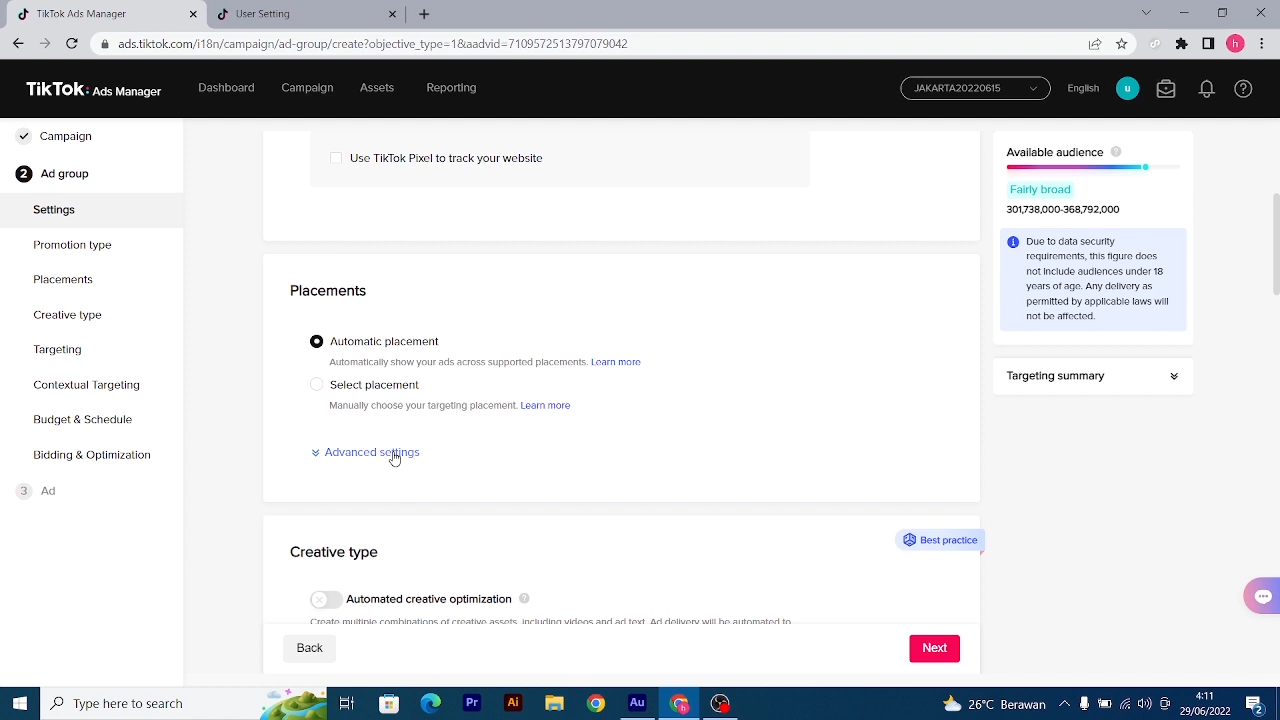 TikTok Ads Manager
User Setting
ads.tiktok.com/i18n/campaign/ad-group/create?objective_type=1&aadvid=7109572513797079042
h
TikTok: Ads Manager
Dashboard
Campaign
Assets
Reporting
JAKARTA20220615
English
u
Campaign
2 Ad group
Settings
Promotion type
Placements
Creative type
Targeting
Contextual Targeting
Budget & Schedule
Bidding & Optimization
3 Ad
Use TikTok Pixel to track your website
Placements
Automatic placement
Automatically show your ads across supported placements. Learn more
Select placement
Manually choose your targeting placement. Learn more
Advanced settings
Creative type
Best practice
Automated creative optimization
Create multiple combinations of creative assets, including videos and ad text. Ad delivery will be automated to
Back
Next
Available audience
Fairly broad
301,738,000-368,792,000
Due to data security
requirements, this figure does
not include audiences under 18
years of age. Any delivery as
permitted by applicable laws will
not be affected.
Targeting summary
Type here to search
Pr
Ai
Au
26°C Berawan
4:11
29/06/2022
2